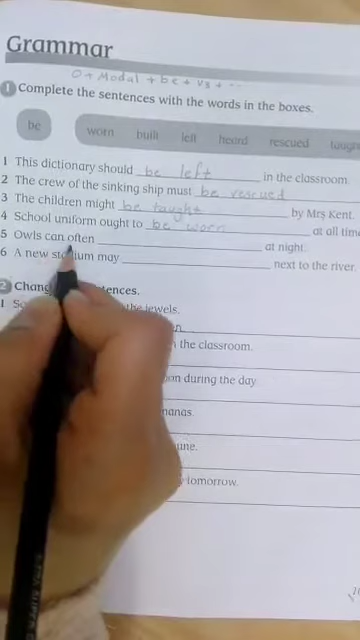 Grammar
O + Modal + be + V3 + ...
1 Complete the sentences with the words in the boxes.
be worn built left heard rescued taught
1 This dictionary should be left in the classroom.
2 The crew of the sinking ship must be rescued
3 The children might be taught by Mrs Kent.
4 School uniform ought to be worn at all time
5 Owls can often at night.
6 A new stadium may next to the river.
2 Chang tences.
1 the jewels.
n the classroom.
during the day.
nanas.
une.
tomorrow.